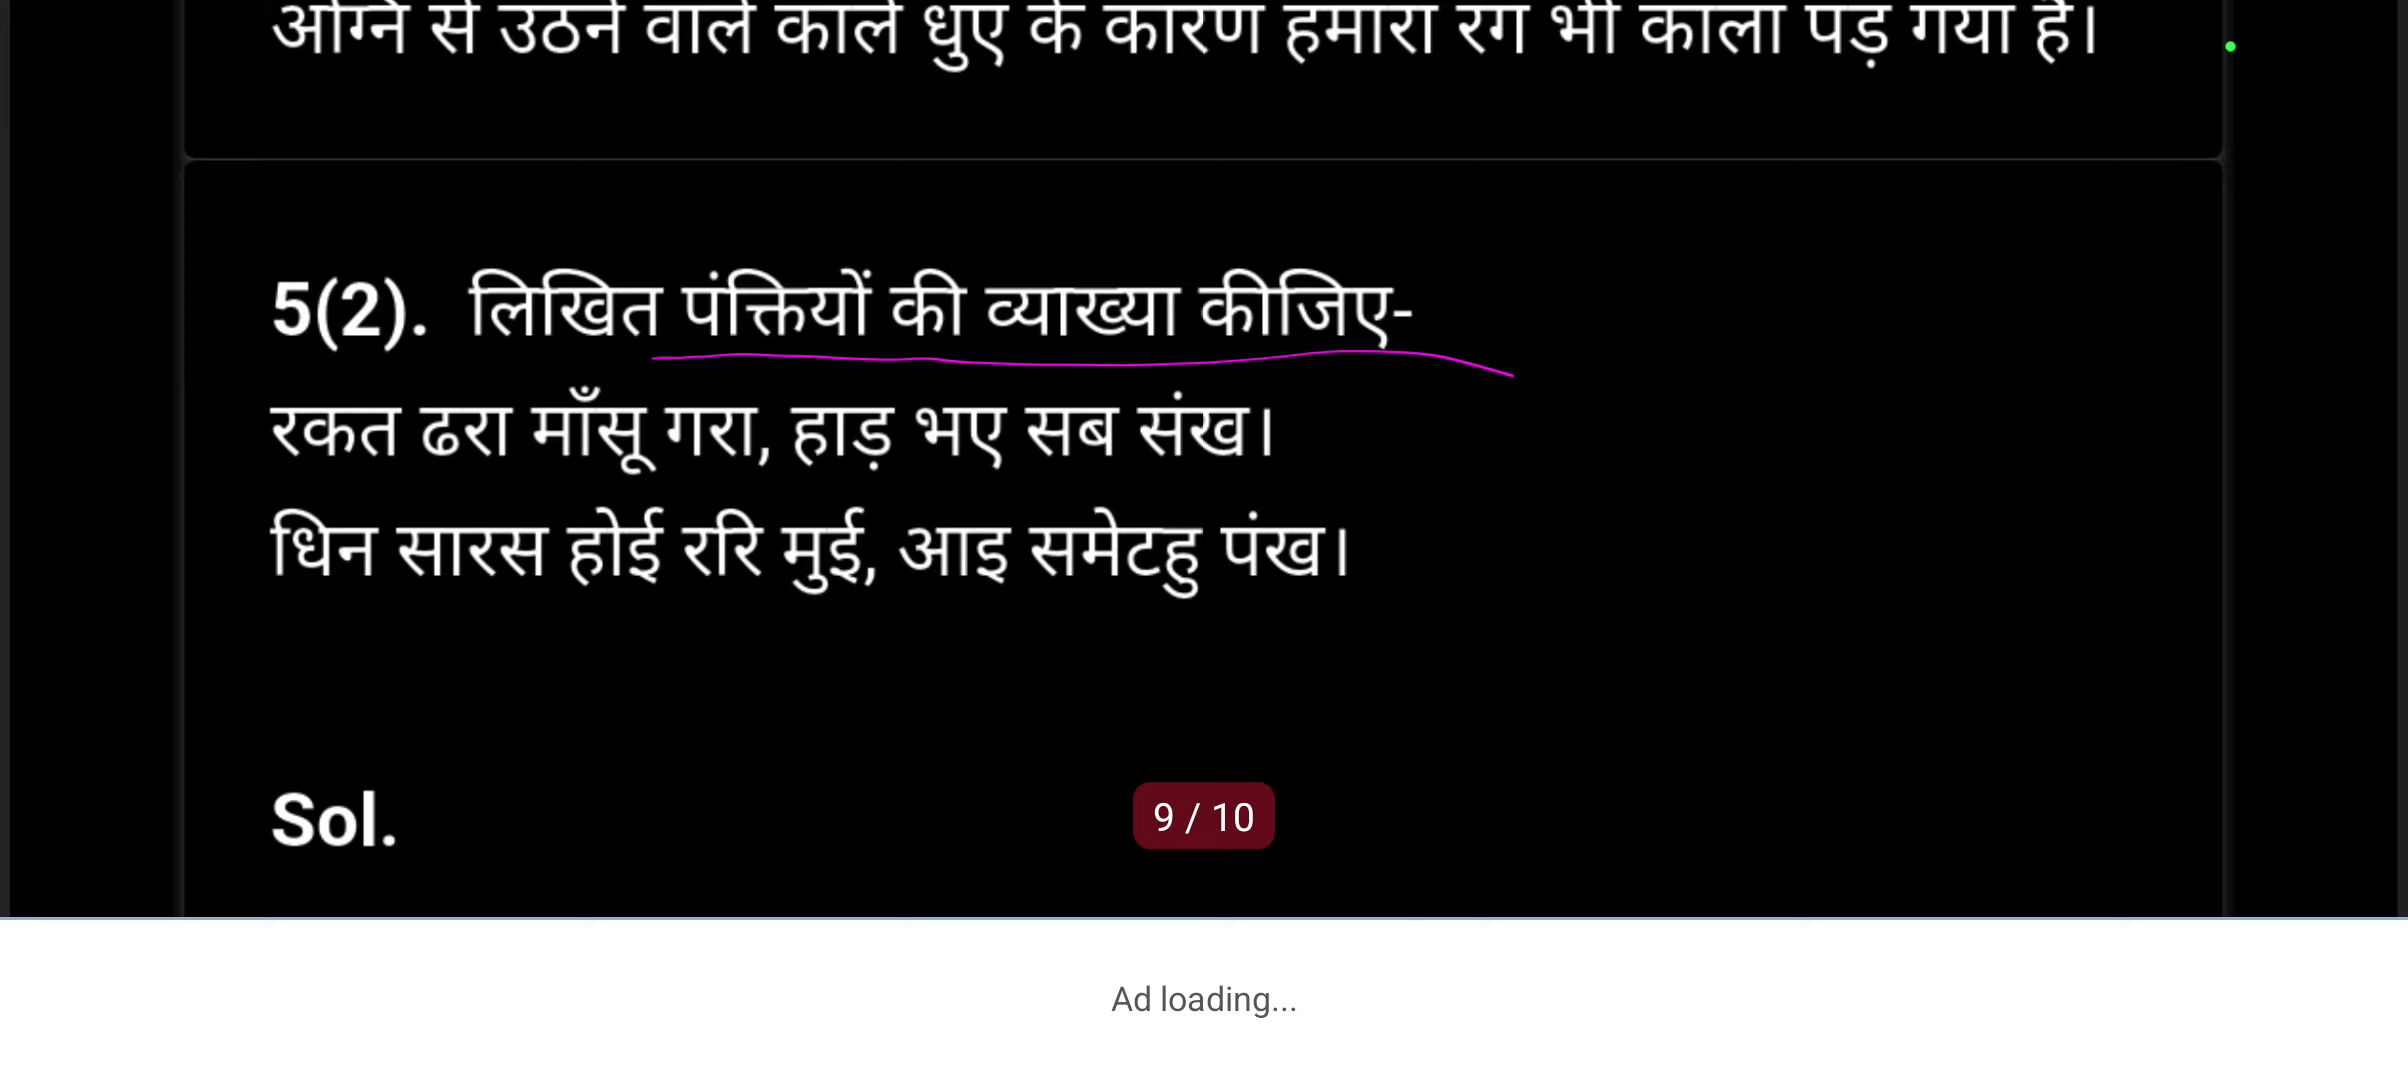 अग्नि से उठने वाले काले धुएँ के कारण हमारा रंग भी काला पड़ गया है।
5(2). लिखित पंक्तियों की व्याख्या कीजिए-
रकत ढरा माँसू गरा, हाड़ भए सब संख।
धनि सारस होई ररि मुई, आइ समेटहु पंख।
Sol.
9 / 10
Ad loading...